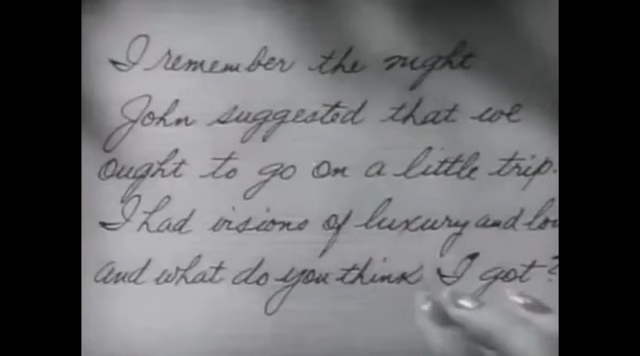 I remember the night
John suggested that we
ought to go on a little trip.
I had visions of luxury and
and what do you think I got?